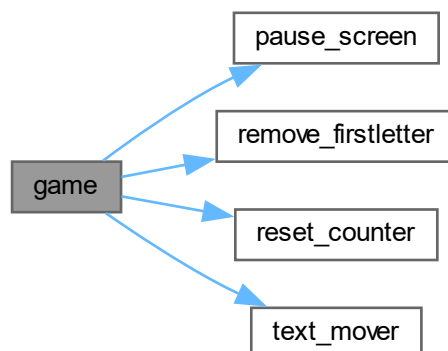 pause_screen
remove_firstletter
game
reset_counter
text_mover